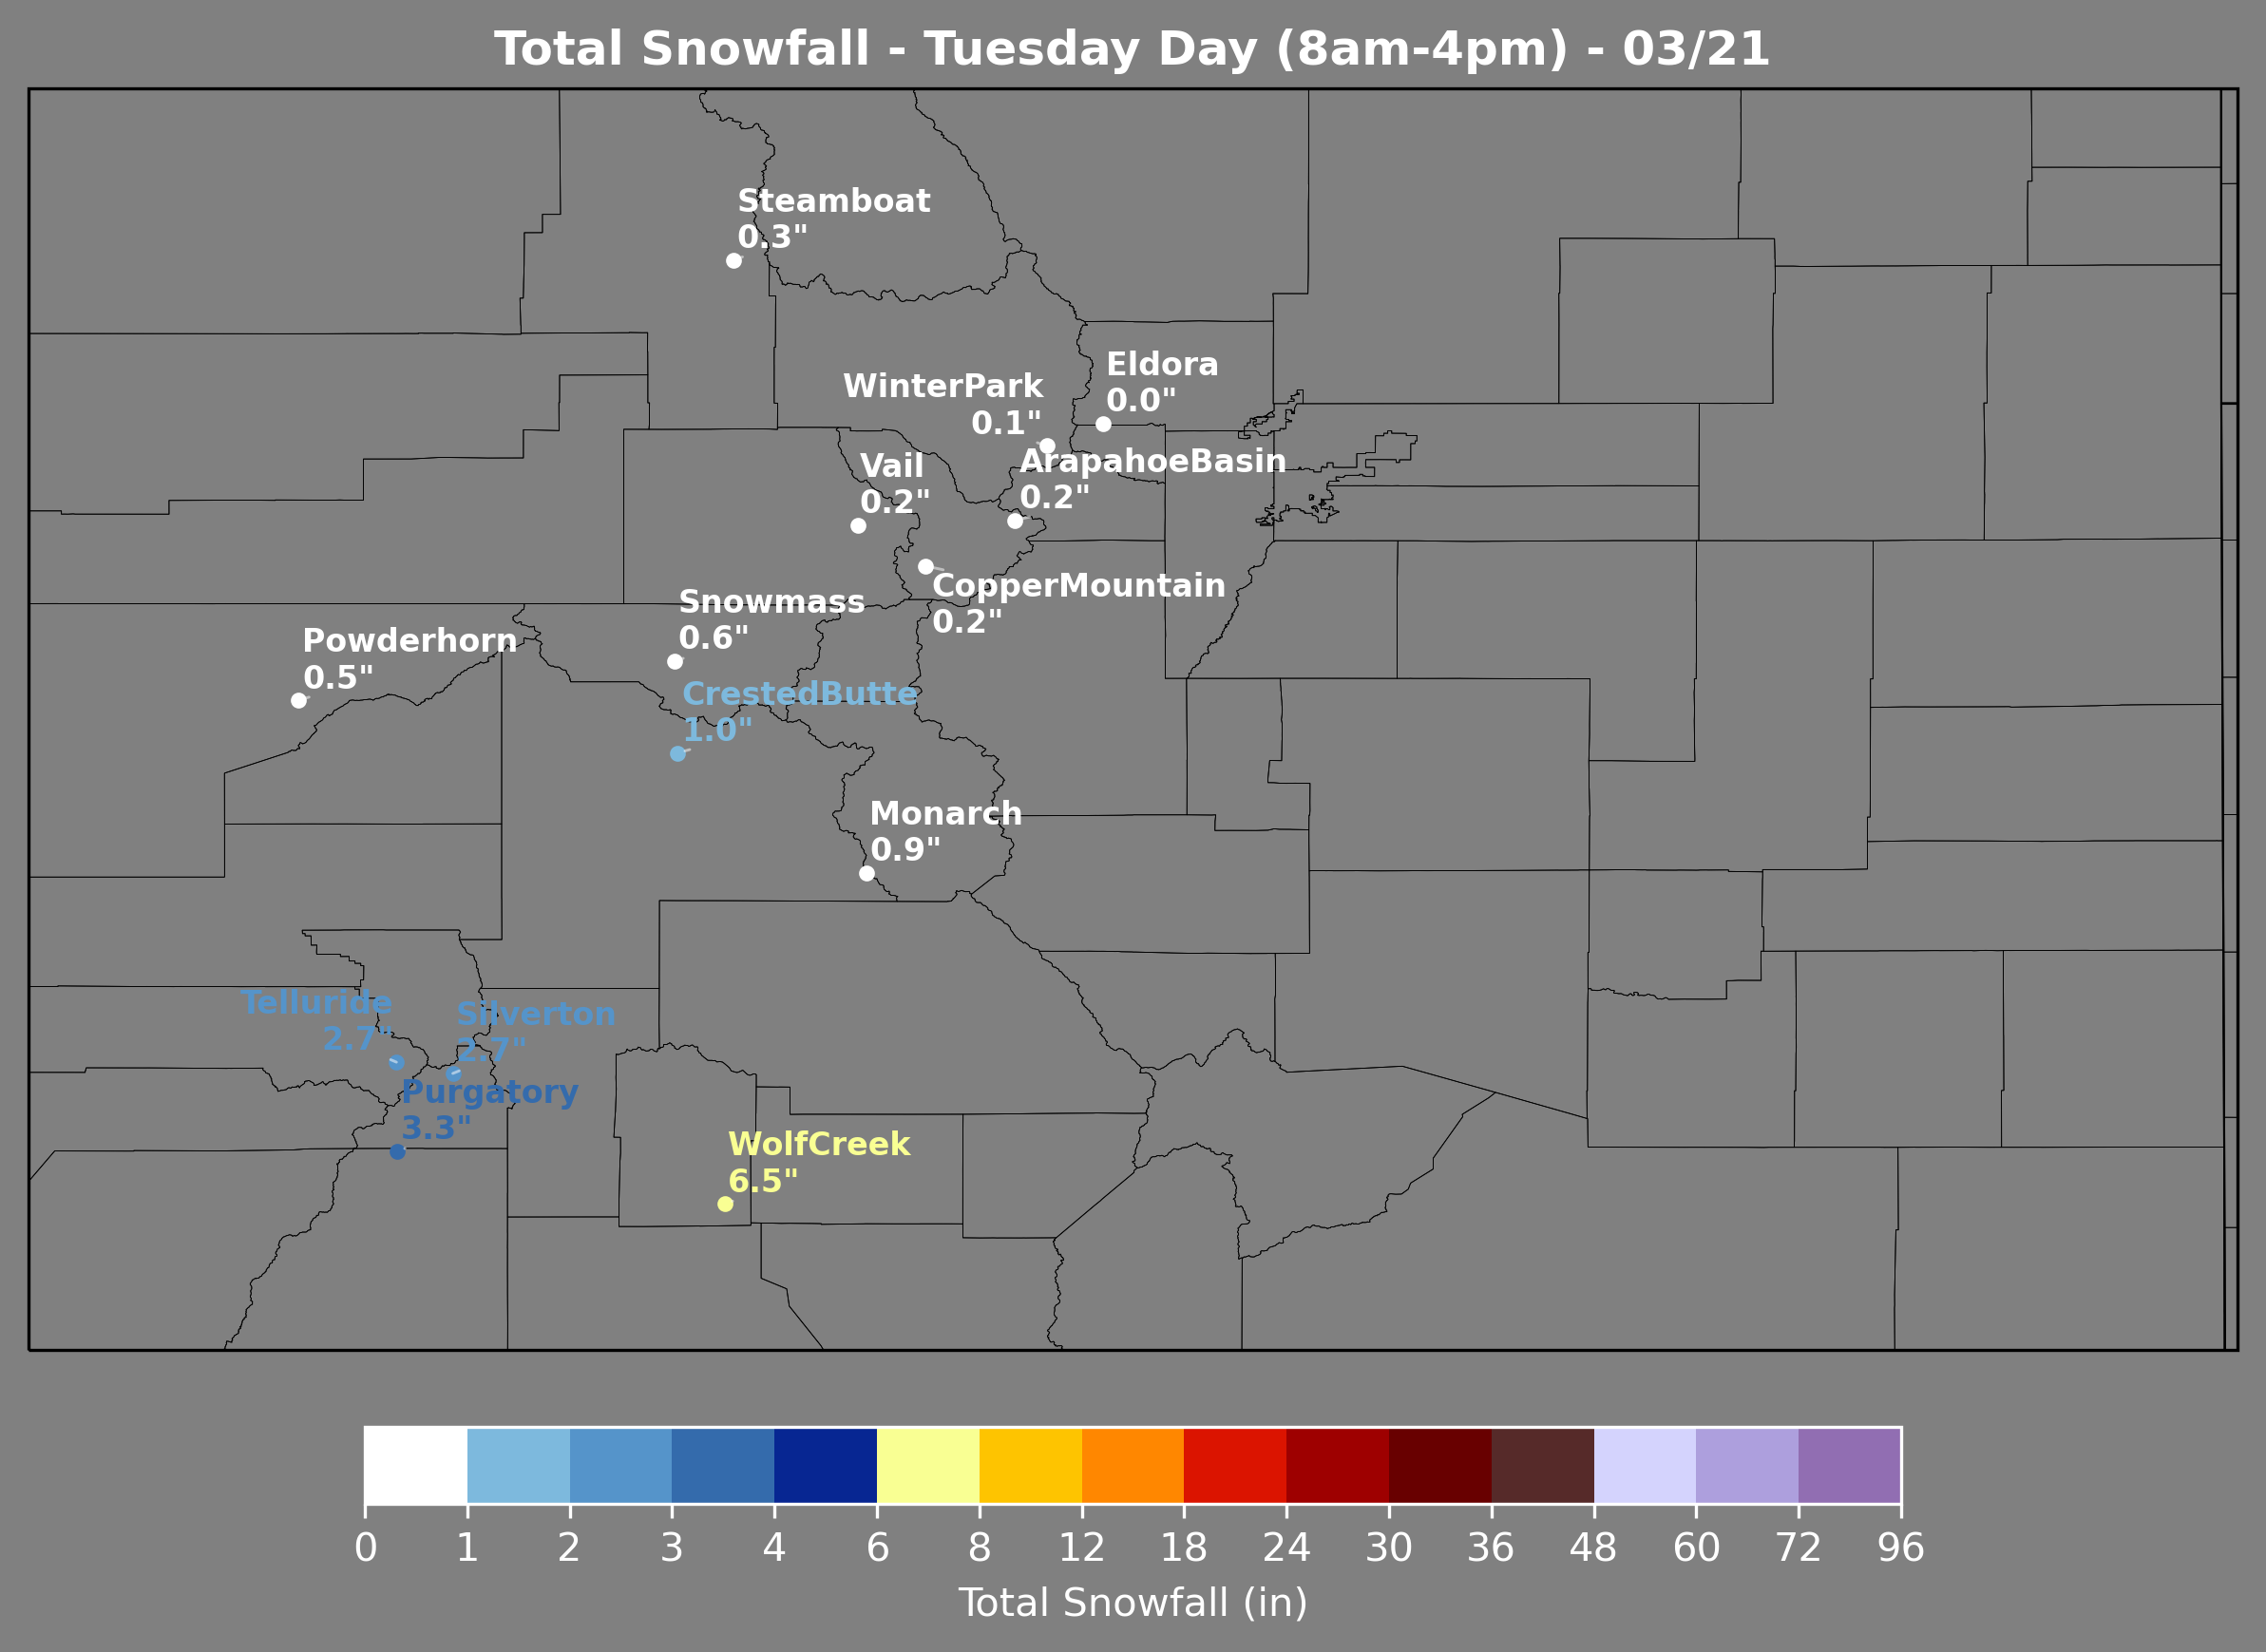 Total Snowfall - Tuesday Day (8am-4pm) - 03/21
Steamboat
0.3"
Eldora
0.0"
WinterPark
0.1"
ArapahoeBasin
0.2"
Vail
0.2"
CopperMountain
0.2"
Snowmass
0.6"
Powderhorn
0.5"
CrestedButte
1.0"
Monarch
0.9"
Telluride
2.7"
Silverton
2.7"
Purgatory
3.3"
WolfCreek
6.5"
0 1 2 3 4 6 8 12 18 24 30 36 48 60 72 96
Total Snowfall (in)